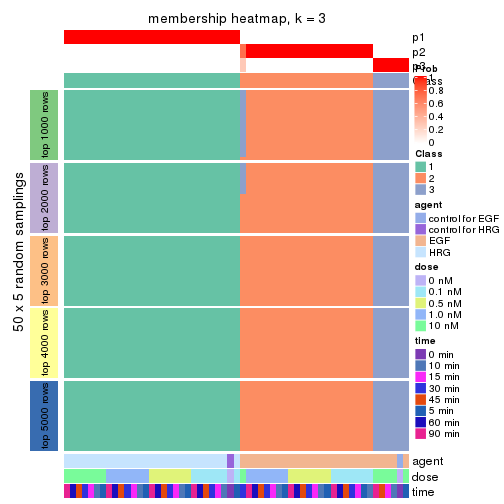 membership heatmap, k = 3
p1
p2
p3
Prob
Class
1
0.8
0.6
0.4
0.2
0
Class
1
2
3
agent
control for EGF
control for HRG
EGF
HRG
dose
0 nM
0.1 nM
0.5 nM
1.0 nM
10 nM
time
0 min
10 min
15 min
30 min
45 min
5 min
60 min
90 min
50 x 5 random samplings
top 1000 rows
top 2000 rows
top 3000 rows
top 4000 rows
top 5000 rows
agent
dose
time